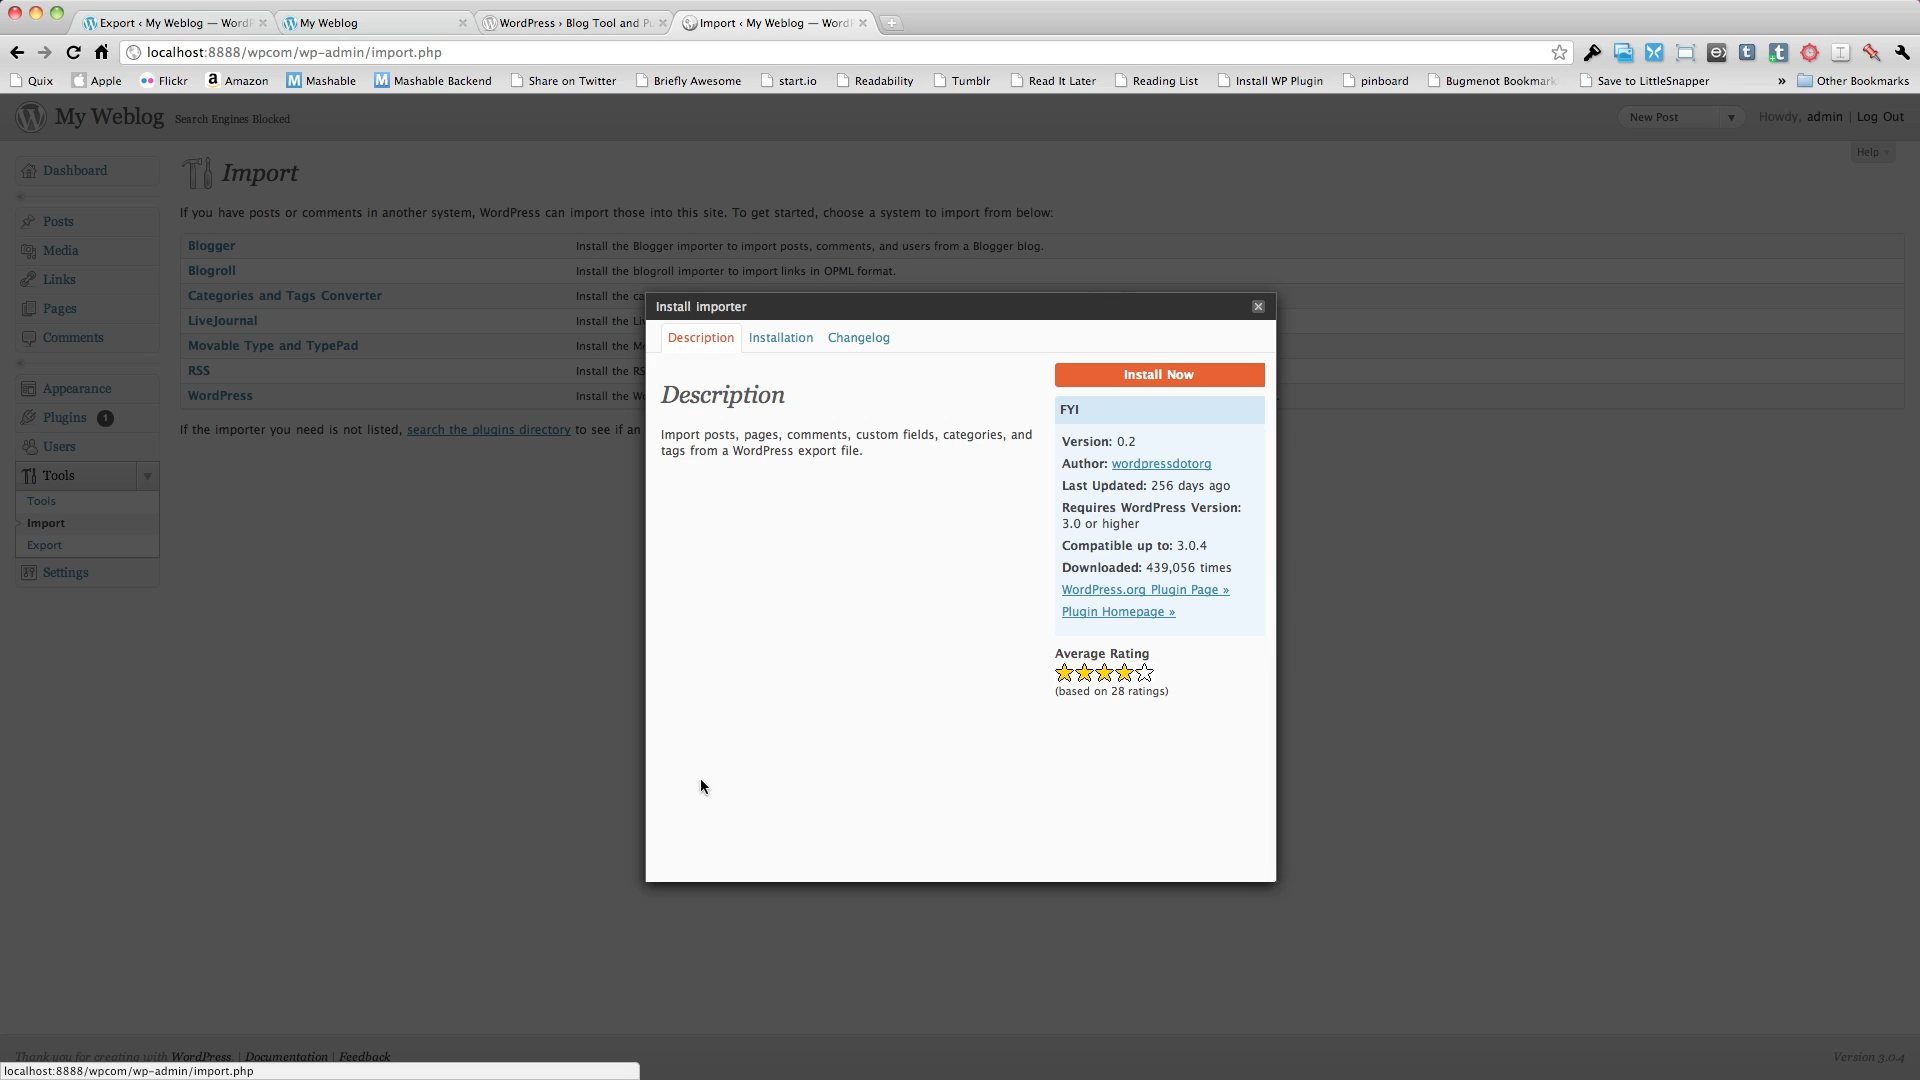 Export ‹ My Weblog — WordP
My Weblog
WordPress › Blog Tool and Pu
Import ‹ My Weblog — WordP
localhost:8888/wpcom/wp-admin/import.php
Quix
Apple
Flickr
Amazon
Mashable
Mashable Backend
Share on Twitter
Briefly Awesome
start.io
Readability
Tumblr
Read It Later
Reading List
Install WP Plugin
pinboard
Bugmenot Bookmark
Save to LittleSnapper
»
Other Bookmarks
My Weblog
Search Engines Blocked
New Post
Howdy, admin | Log Out
Help
Dashboard
Posts
Media
Links
Pages
Comments
Appearance
Plugins 1
Users
Tools
Tools
Import
Export
Settings
Import
If you have posts or comments in another system, WordPress can import those into this site. To get started, choose a system to import from below:
Blogger Install the Blogger importer to import posts, comments, and users from a Blogger blog.
Blogroll Install the blogroll importer to import links in OPML format.
Categories and Tags Converter Install the ca
LiveJournal Install the Li
Movable Type and TypePad Install the M
RSS Install the RS
WordPress Install the Wo
If the importer you need is not listed, search the plugins directory to see if an
Install importer
Description
Installation
Changelog
Description
Import posts, pages, comments, custom fields, categories, and
tags from a WordPress export file.
Install Now
FYI
Version: 0.2
Author: wordpressdotorg
Last Updated: 256 days ago
Requires WordPress Version:
3.0 or higher
Compatible up to: 3.0.4
Downloaded: 439,056 times
WordPress.org Plugin Page »
Plugin Homepage »
Average Rating
(based on 28 ratings)
Thank you for creating with WordPress. | Documentation | Feedback
Version 3.0.4
localhost:8888/wpcom/wp-admin/import.php